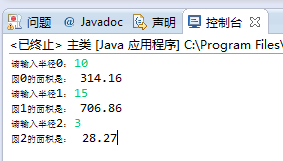 问题 @ Javadoc 声明 控制台
<已终止> 主类 [Java 应用程序] C:\Program Files\
请输入半径0：10
圆0的面积是： 314.16
请输入半径1：15
圆1的面积是： 706.86
请输入半径2：3
圆2的面积是： 28.27